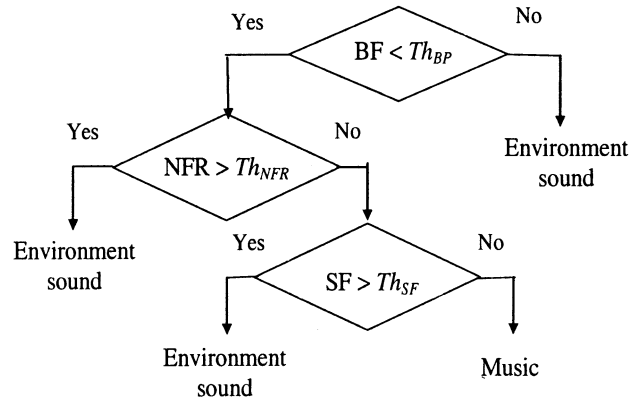 Yes
No
BF < Th_BP
Yes
No
Environment
sound
NFR > Th_NFR
Environment
sound
Yes
No
SF > Th_SF
Environment
sound
Music